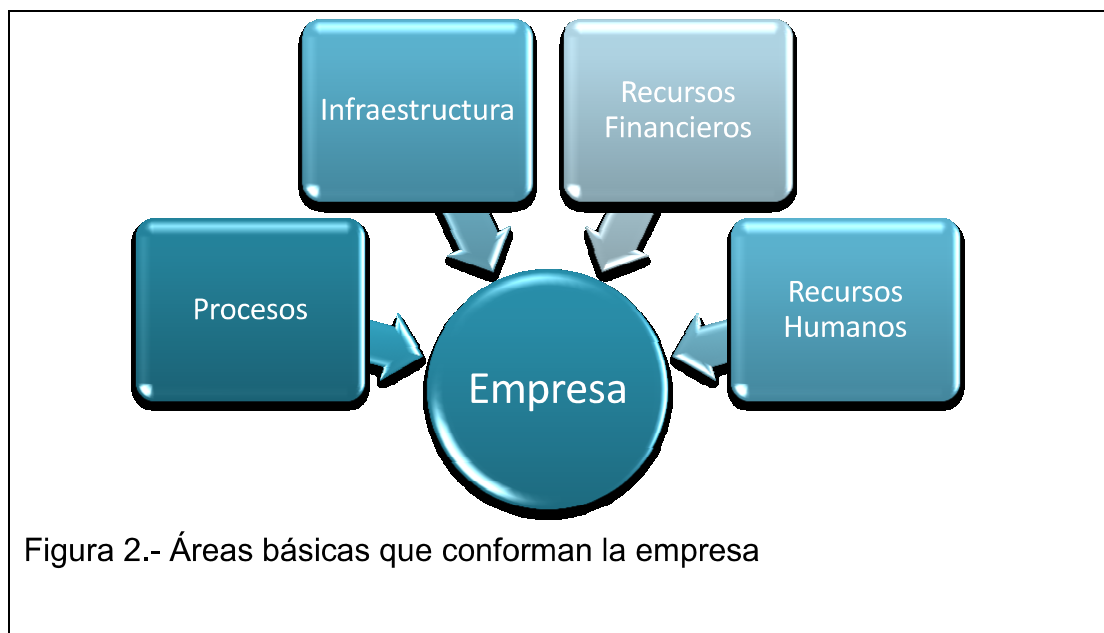 Infraestructura
Recursos
Financieros
Procesos
Recursos
Humanos
Empresa
Figura 2.- Áreas básicas que conforman la empresa